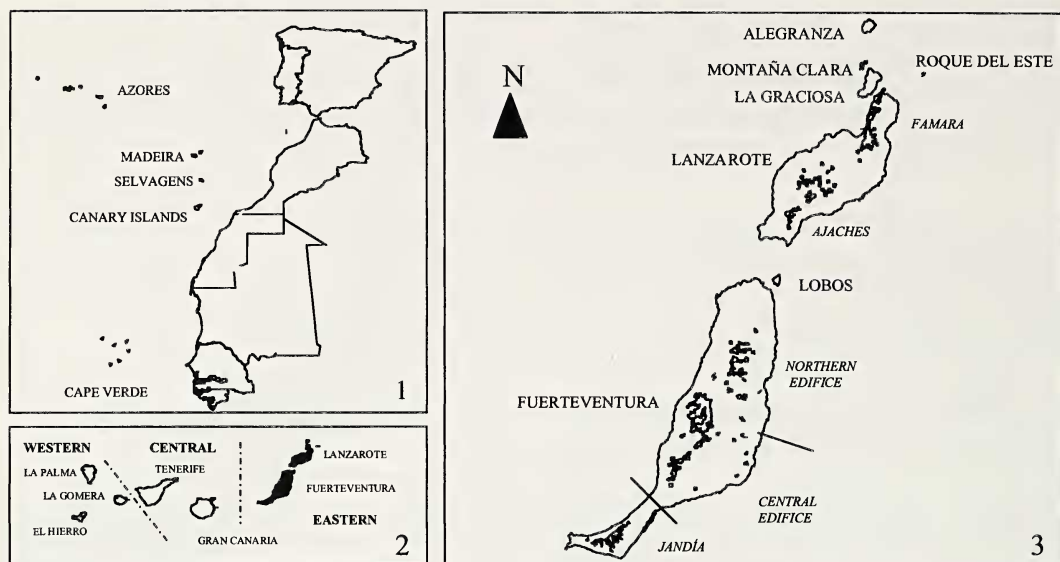 AZORES
MADEIRA
SELVAGENS
CANARY ISLANDS
CAPE VERDE
1
WESTERN
CENTRAL
LA PALMA
TENERIFE
LANZAROTE
LA GOMERA
FUERTEVENTURA
EL HIERRO
GRAN CANARIA
EASTERN
2
N
ALEGRANZA
MONTAÑA CLARA
ROQUE DEL ESTE
LA GRACIOSA
FAMARA
LANZAROTE
AJACHES
LOBOS
NORTHERN
EDIFICE
FUERTEVENTURA
CENTRAL
EDIFICE
JANDÍA
3